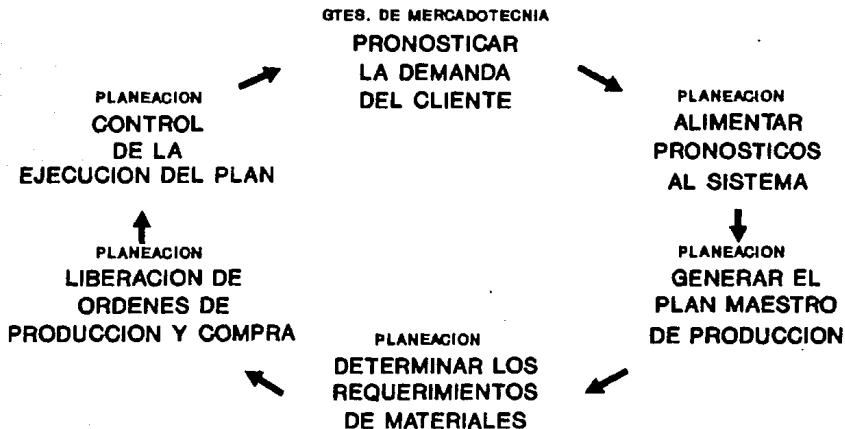 GTES. DE MERCADOTECNIA
PRONOSTICAR
LA DEMANDA
DEL CLIENTE
PLANEACION
ALIMENTAR
PRONOSTICOS
AL SISTEMA
PLANEACION
GENERAR EL
PLAN MAESTRO
DE PRODUCCION
PLANEACION
DETERMINAR LOS
REQUERIMIENTOS
DE MATERIALES
PLANEACION
LIBERACION DE
ORDENES DE
PRODUCCION Y COMPRA
PLANEACION
CONTROL
DE LA
EJECUCION DEL PLAN